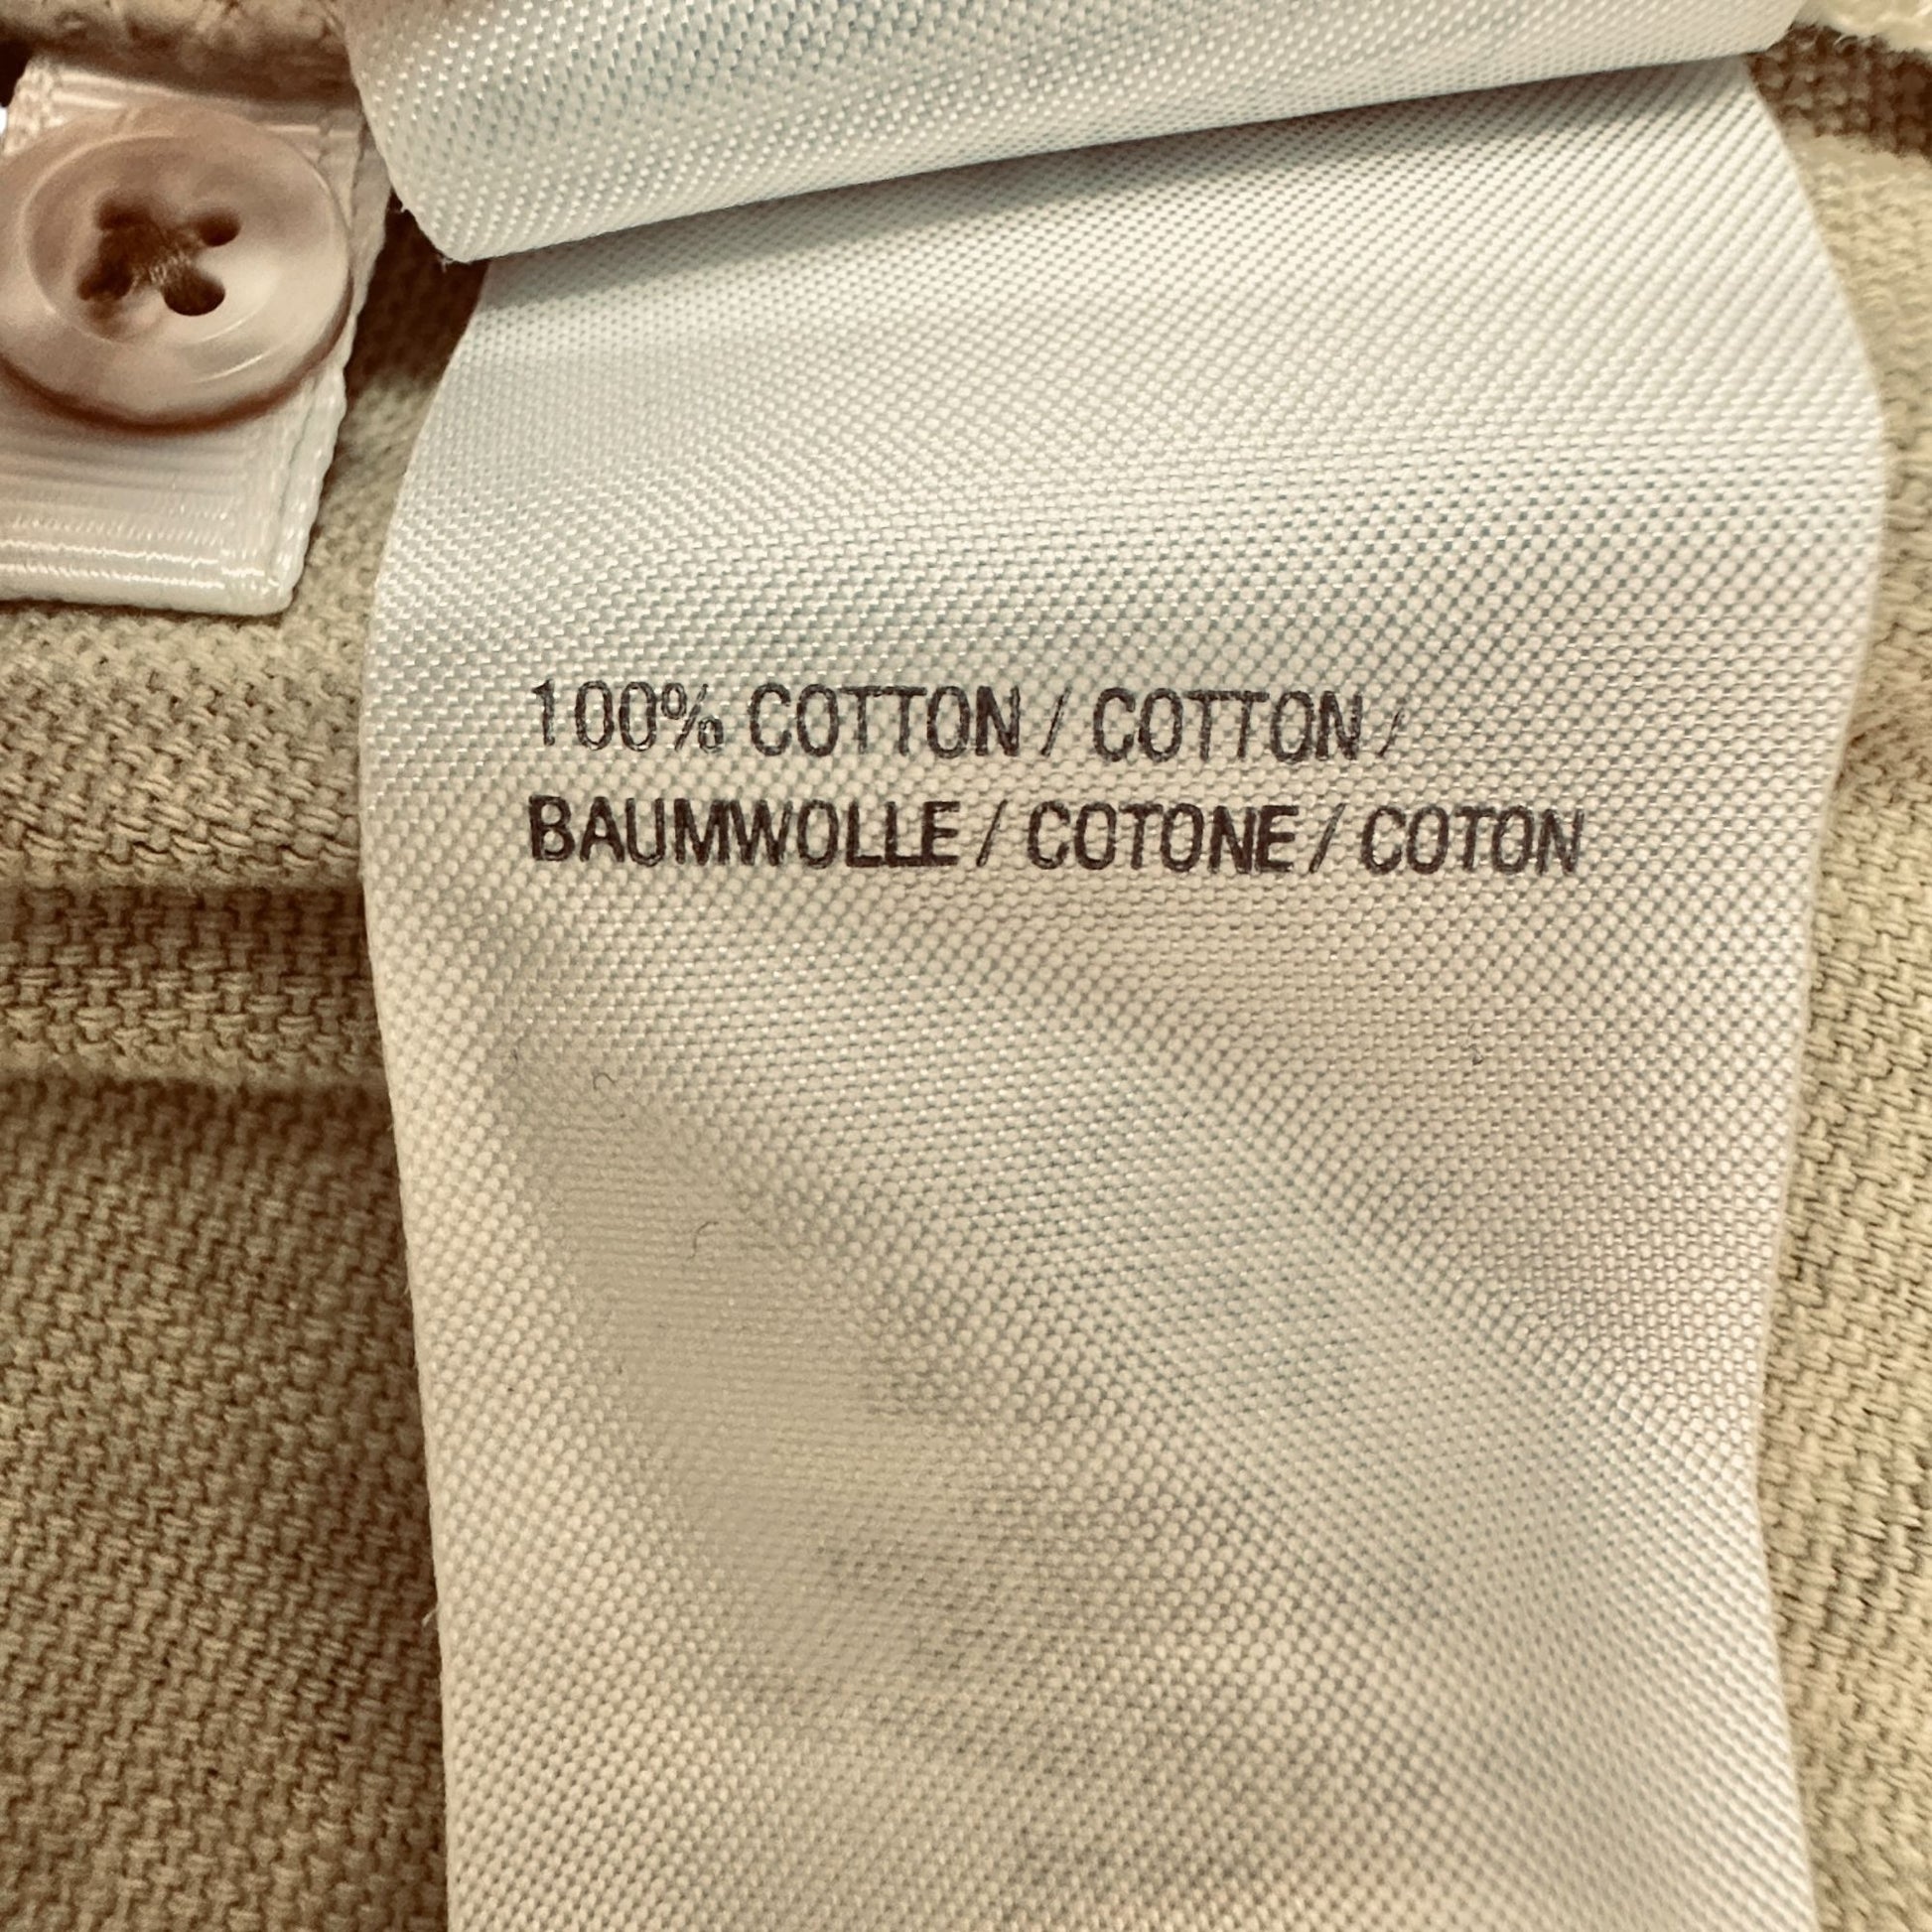 100% COTTON / COTTON /
BAUMWOLLE / COTONE / COTON